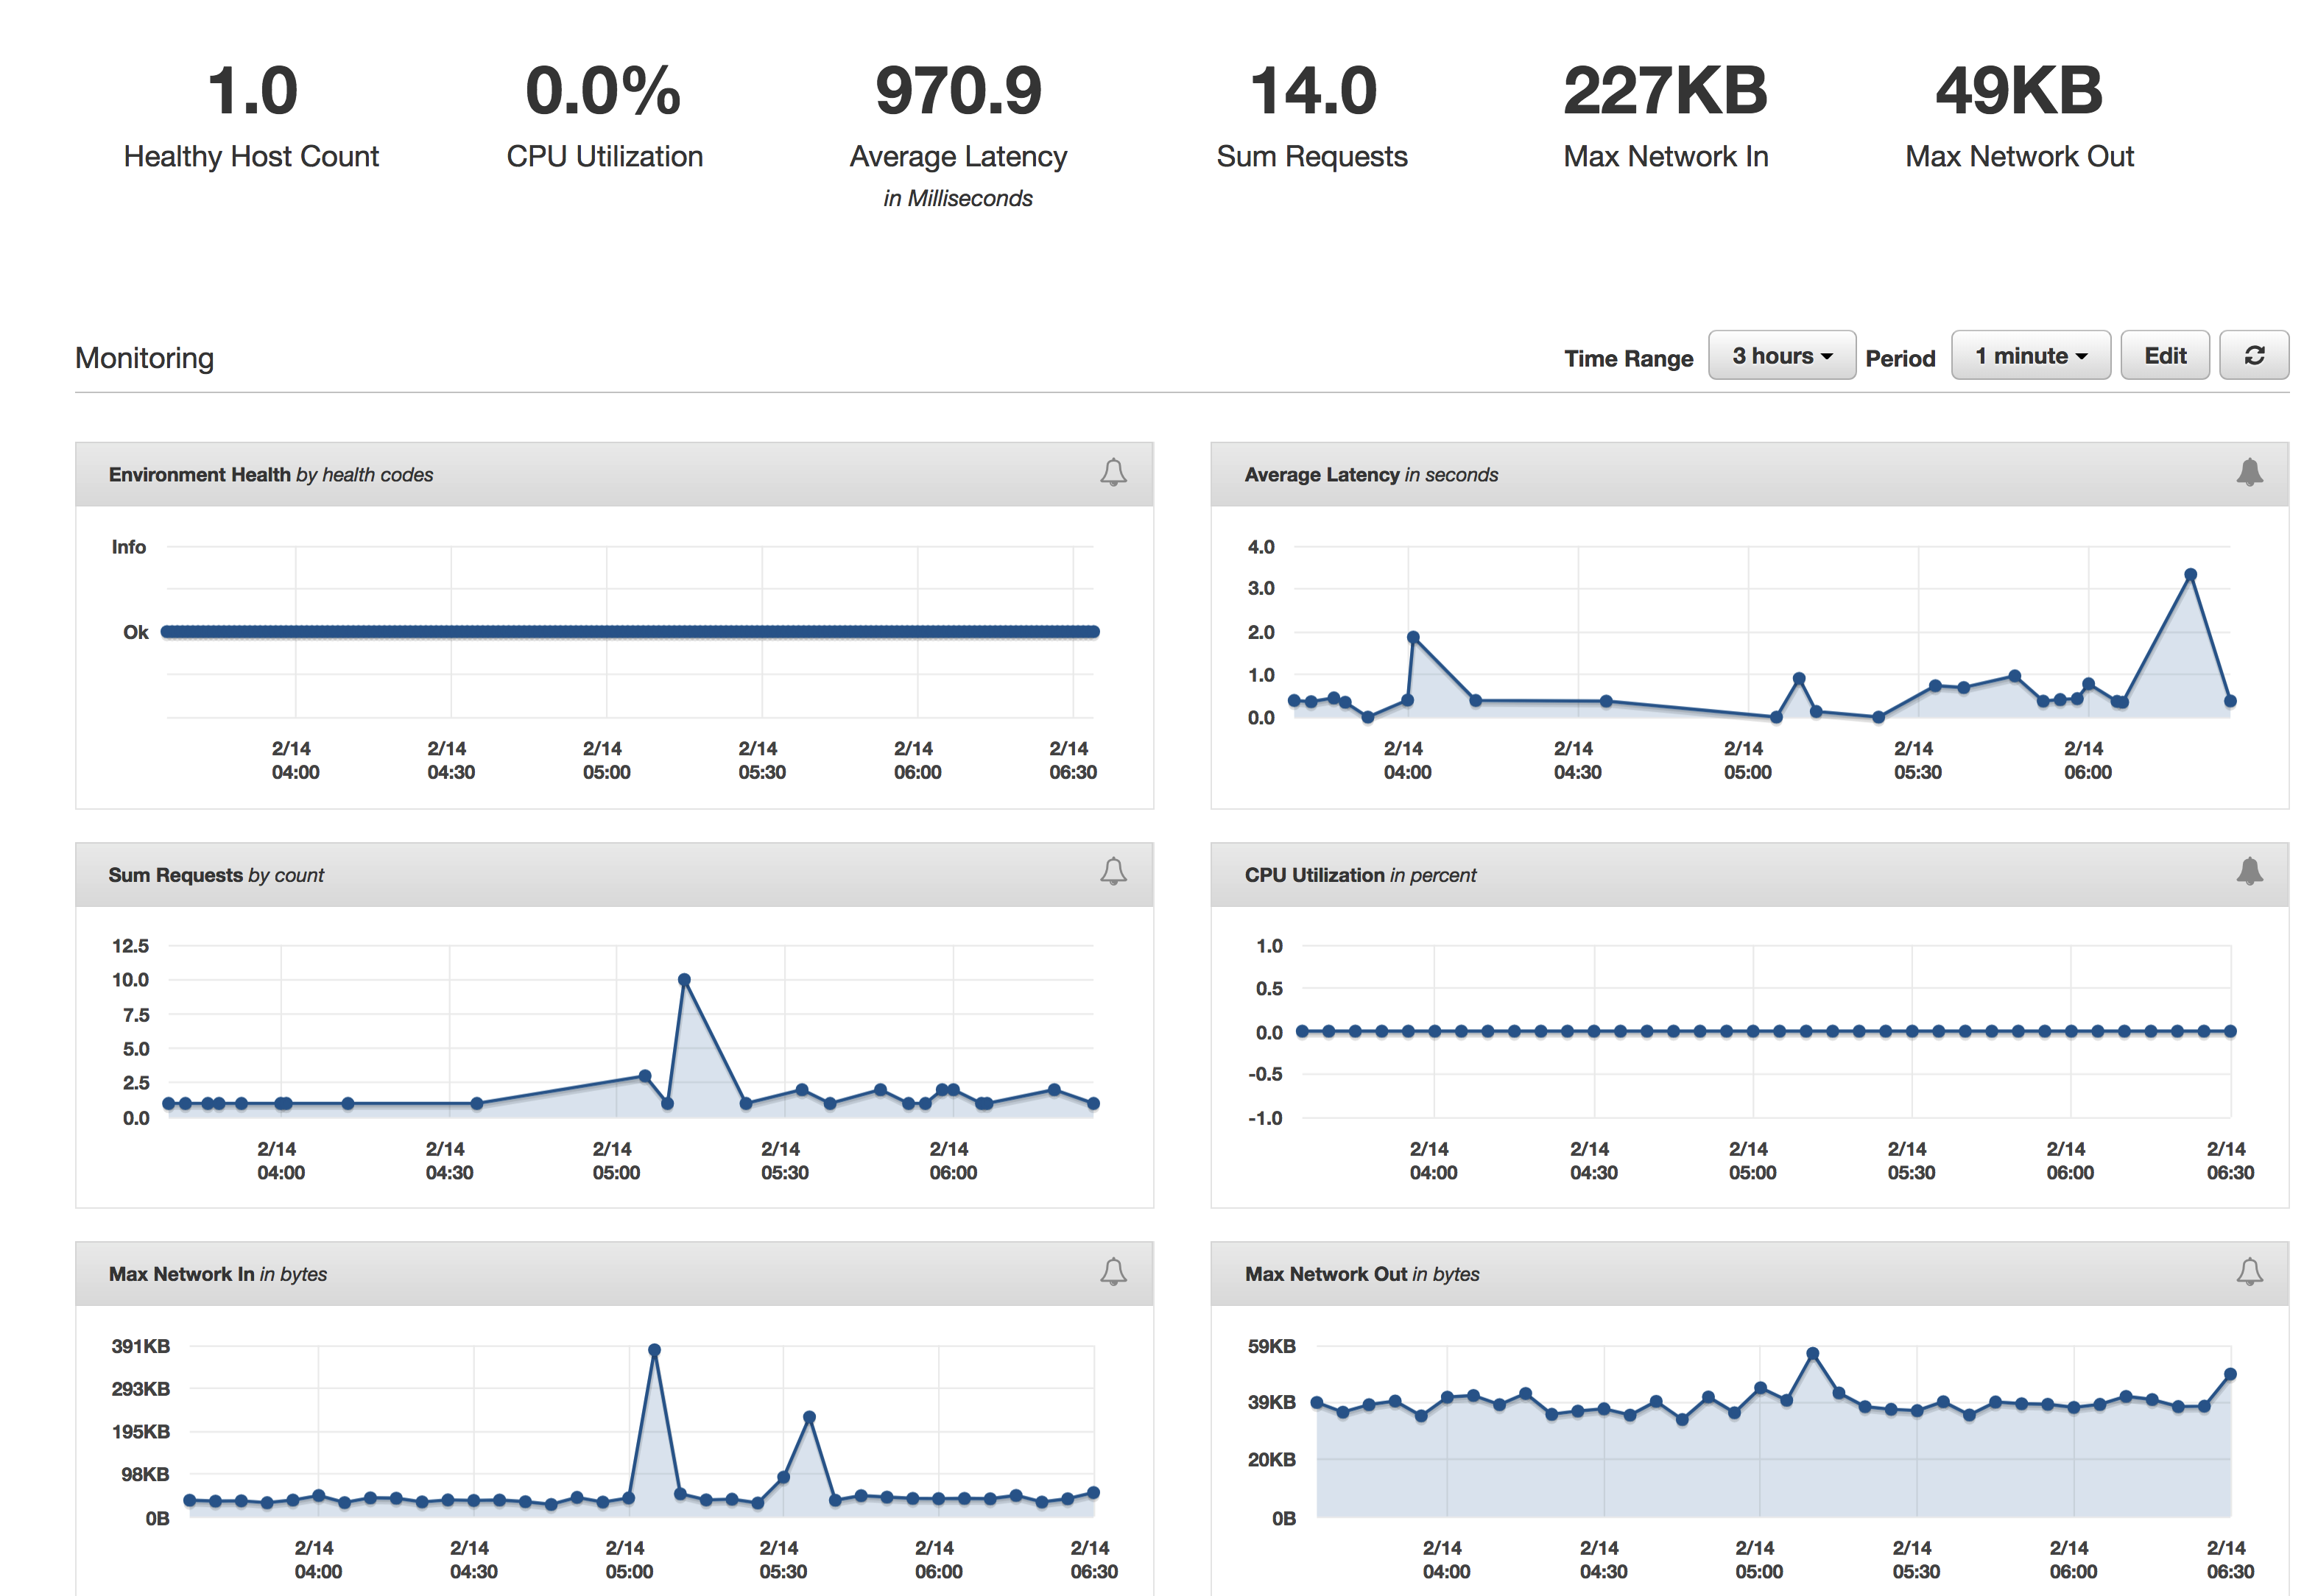 1.0 0.0% 970.9 14.0 227KB 49KB
Healthy Host Count CPU Utilization Average Latency Sum Requests Max Network In Max Network Out
in Milliseconds
Monitoring Time Range 3 hours Period 1 minute Edit
Environment Health by health codes
Info
Ok
2/14 2/14 2/14 2/14 2/14 2/14
04:00 04:30 05:00 05:30 06:00 06:30
Average Latency in seconds
4.0
3.0
2.0
1.0
0.0
2/14 2/14 2/14 2/14 2/14
04:00 04:30 05:00 05:30 06:00
Sum Requests by count
12.5
10.0
7.5
5.0
2.5
0.0
2/14 2/14 2/14 2/14 2/14
04:00 04:30 05:00 05:30 06:00
CPU Utilization in percent
1.0
0.5
0.0
-0.5
-1.0
2/14 2/14 2/14 2/14 2/14 2/14
04:00 04:30 05:00 05:30 06:00 06:30
Max Network In in bytes
391KB
293KB
195KB
98KB
0B
2/14 2/14 2/14 2/14 2/14 2/14
04:00 04:30 05:00 05:30 06:00 06:30
Max Network Out in bytes
59KB
39KB
20KB
0B
2/14 2/14 2/14 2/14 2/14 2/14
04:00 04:30 05:00 05:30 06:00 06:30